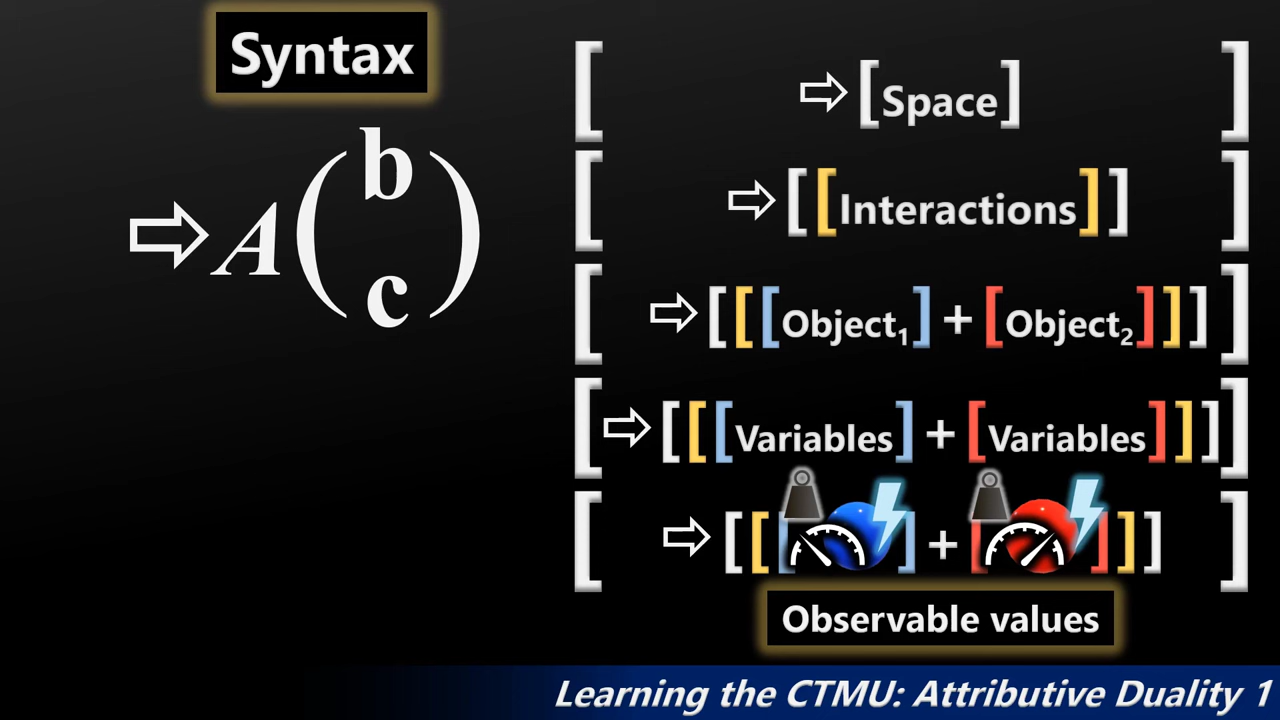 Syntax
⇨A(b
c)
[⇨[Space]]
[⇨[[Interactions]]]
[⇨[[[Object₁] + [Object₂]]]]
[⇨[[[Variables] + [Variables]]]]
[⇨[[[] + []]]]
Observable values
Learning the CTMU: Attributive Duality 1